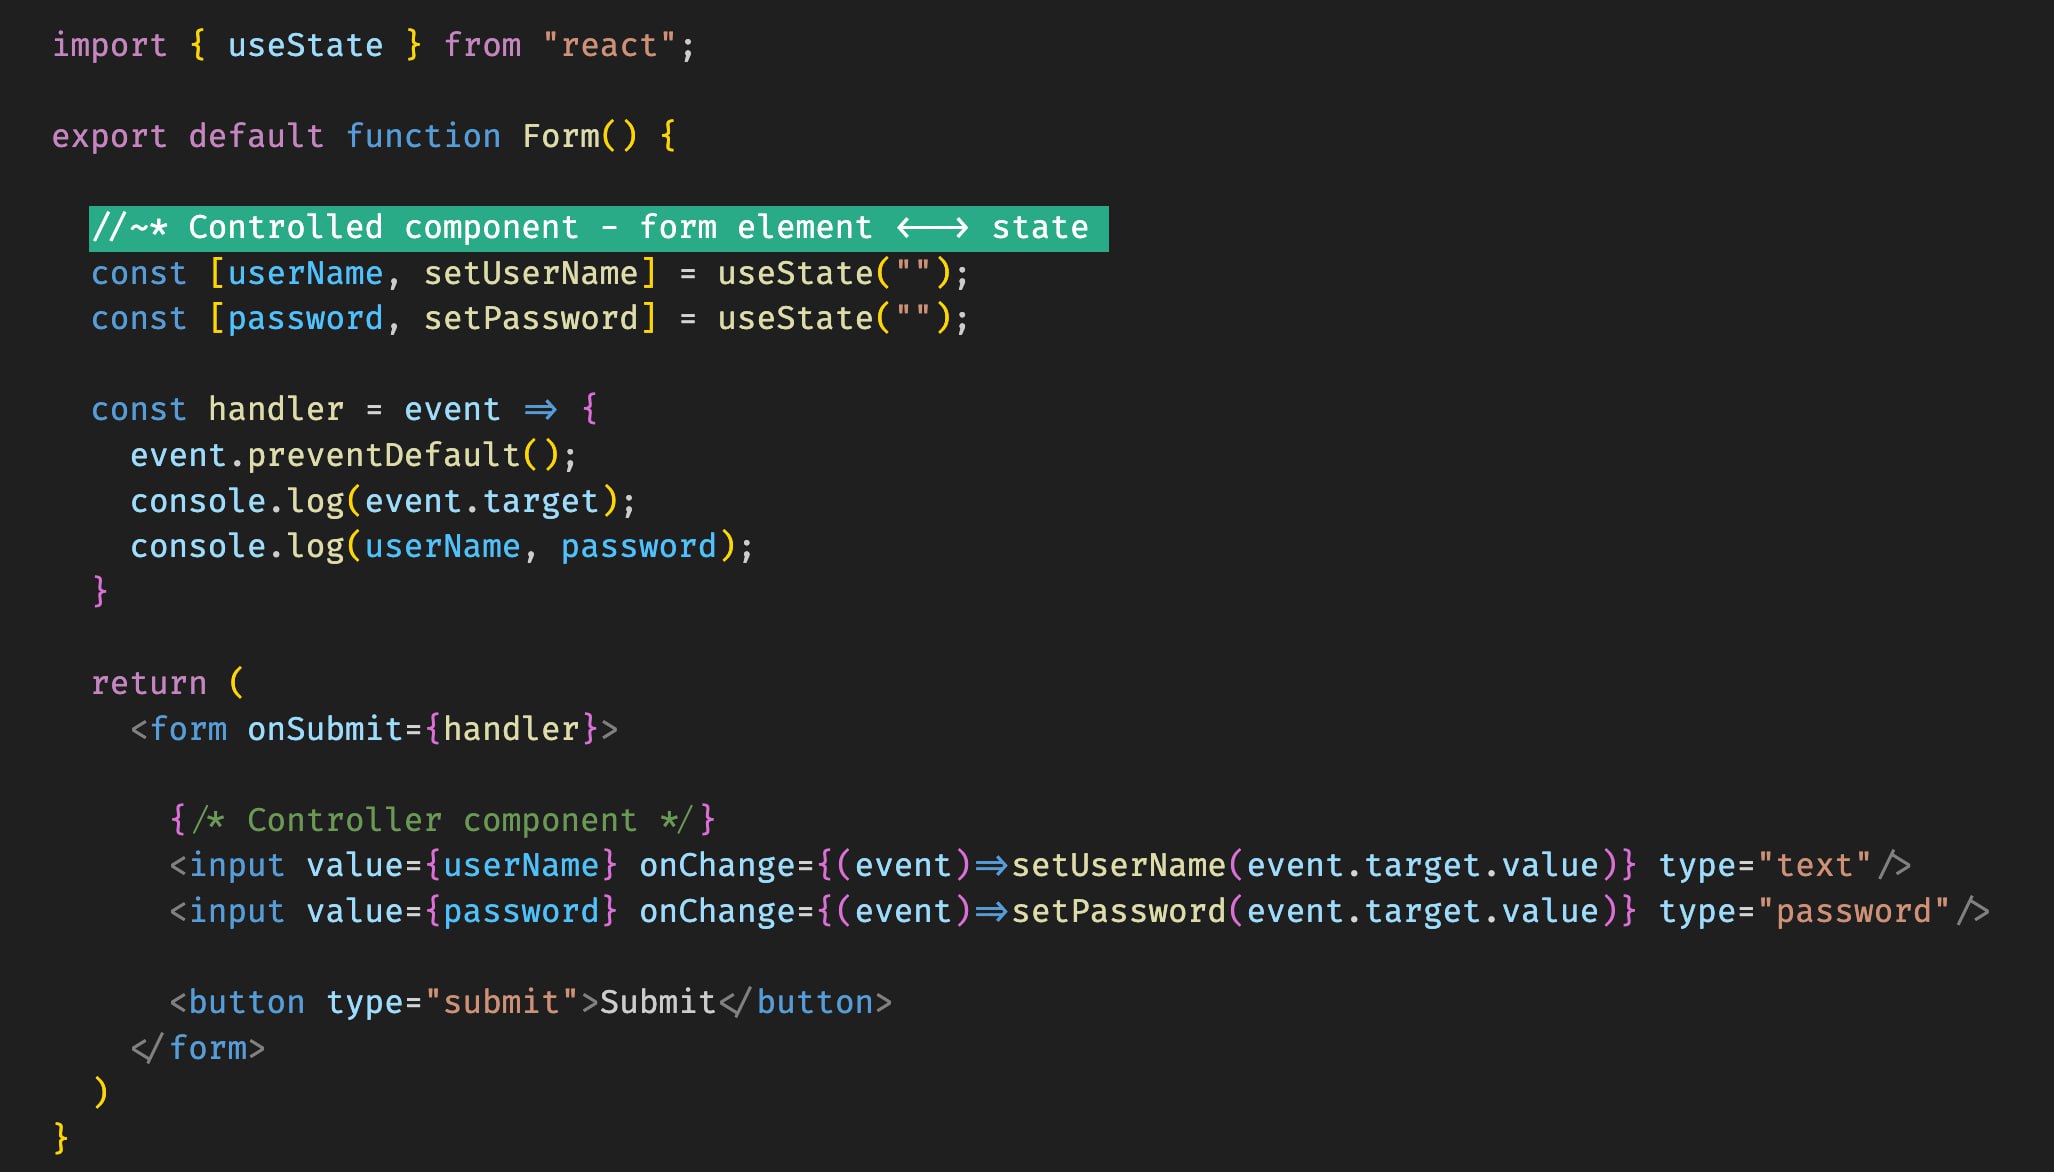 import { useState } from "react";
export default function Form() {
//~* Controlled component - form element <--> state
const [userName, setUserName] = useState("");
const [password, setPassword] = useState("");
const handler = event => {
event.preventDefault();
console.log(event.target);
console.log(userName, password);
}
return (
<form onSubmit={handler}>
{/* Controller component */}
<input value={userName} onChange={(event)=>setUserName(event.target.value)} type="text"/>
<input value={password} onChange={(event)=>setPassword(event.target.value)} type="password"/>
<button type="submit">Submit</button>
</form>
)
}